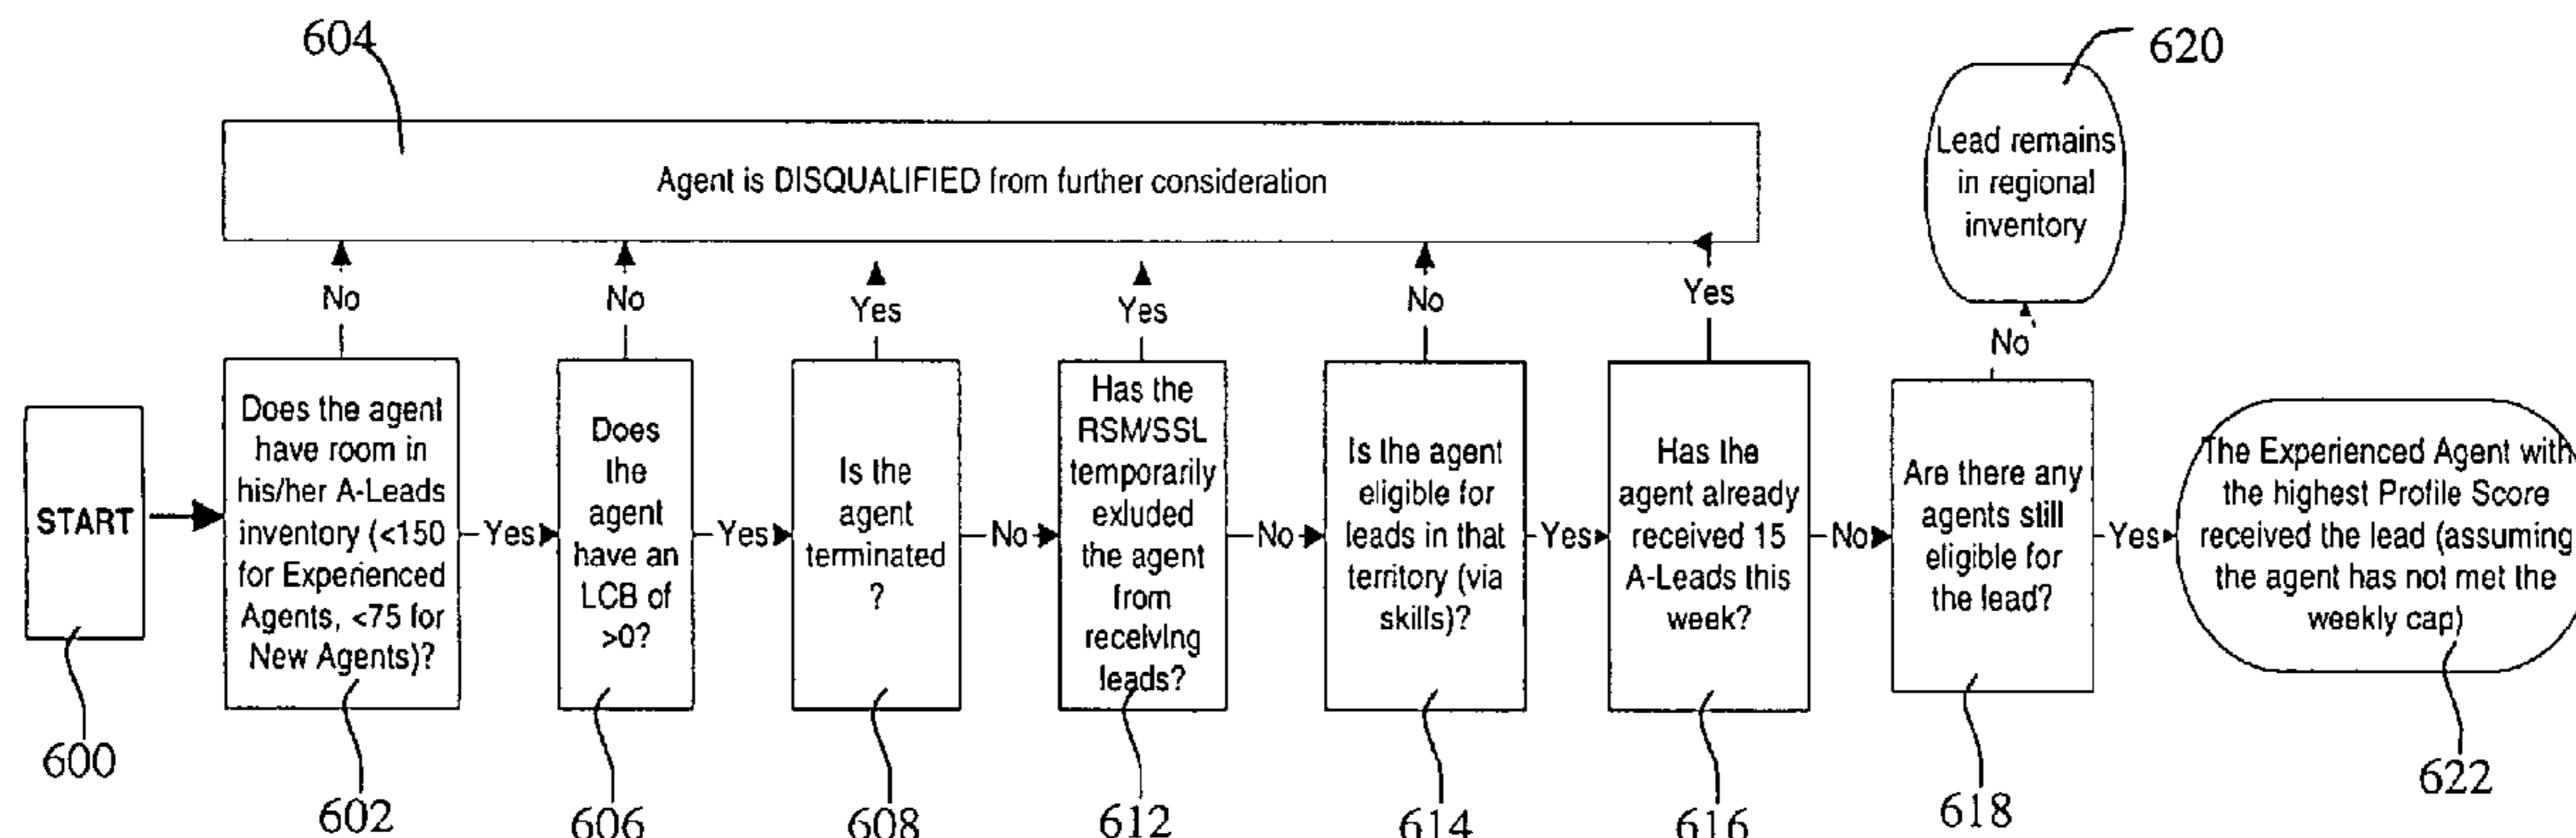 604
620
Agent is DISQUALIFIED from further consideration
Lead remains
in regional
inventory
No
No
Yes
Yes
No
Yes
No
START
Does the agent
have room in
his/her A-Leads
inventory (<150
for Experienced
Agents, <75 for
New Agents)?
Yes
Does
the
agent
have an
LCB of
>0?
Yes
Is the
agent
terminated
?
No
Has the
RSM/SSL
temporarily
exluded
the agent
from
receiving
leads?
No
Is the agent
eligible for
leads in that
territory (via
skills)?
Yes
Has the
agent already
received 15
A-Leads this
week?
No
Are there any
agents still
eligible for
the lead?
Yes
The Experienced Agent with
the highest Profile Score
received the lead (assuming
the agent has not met the
weekly cap)
600
602
606
608
612
614
616
618
622